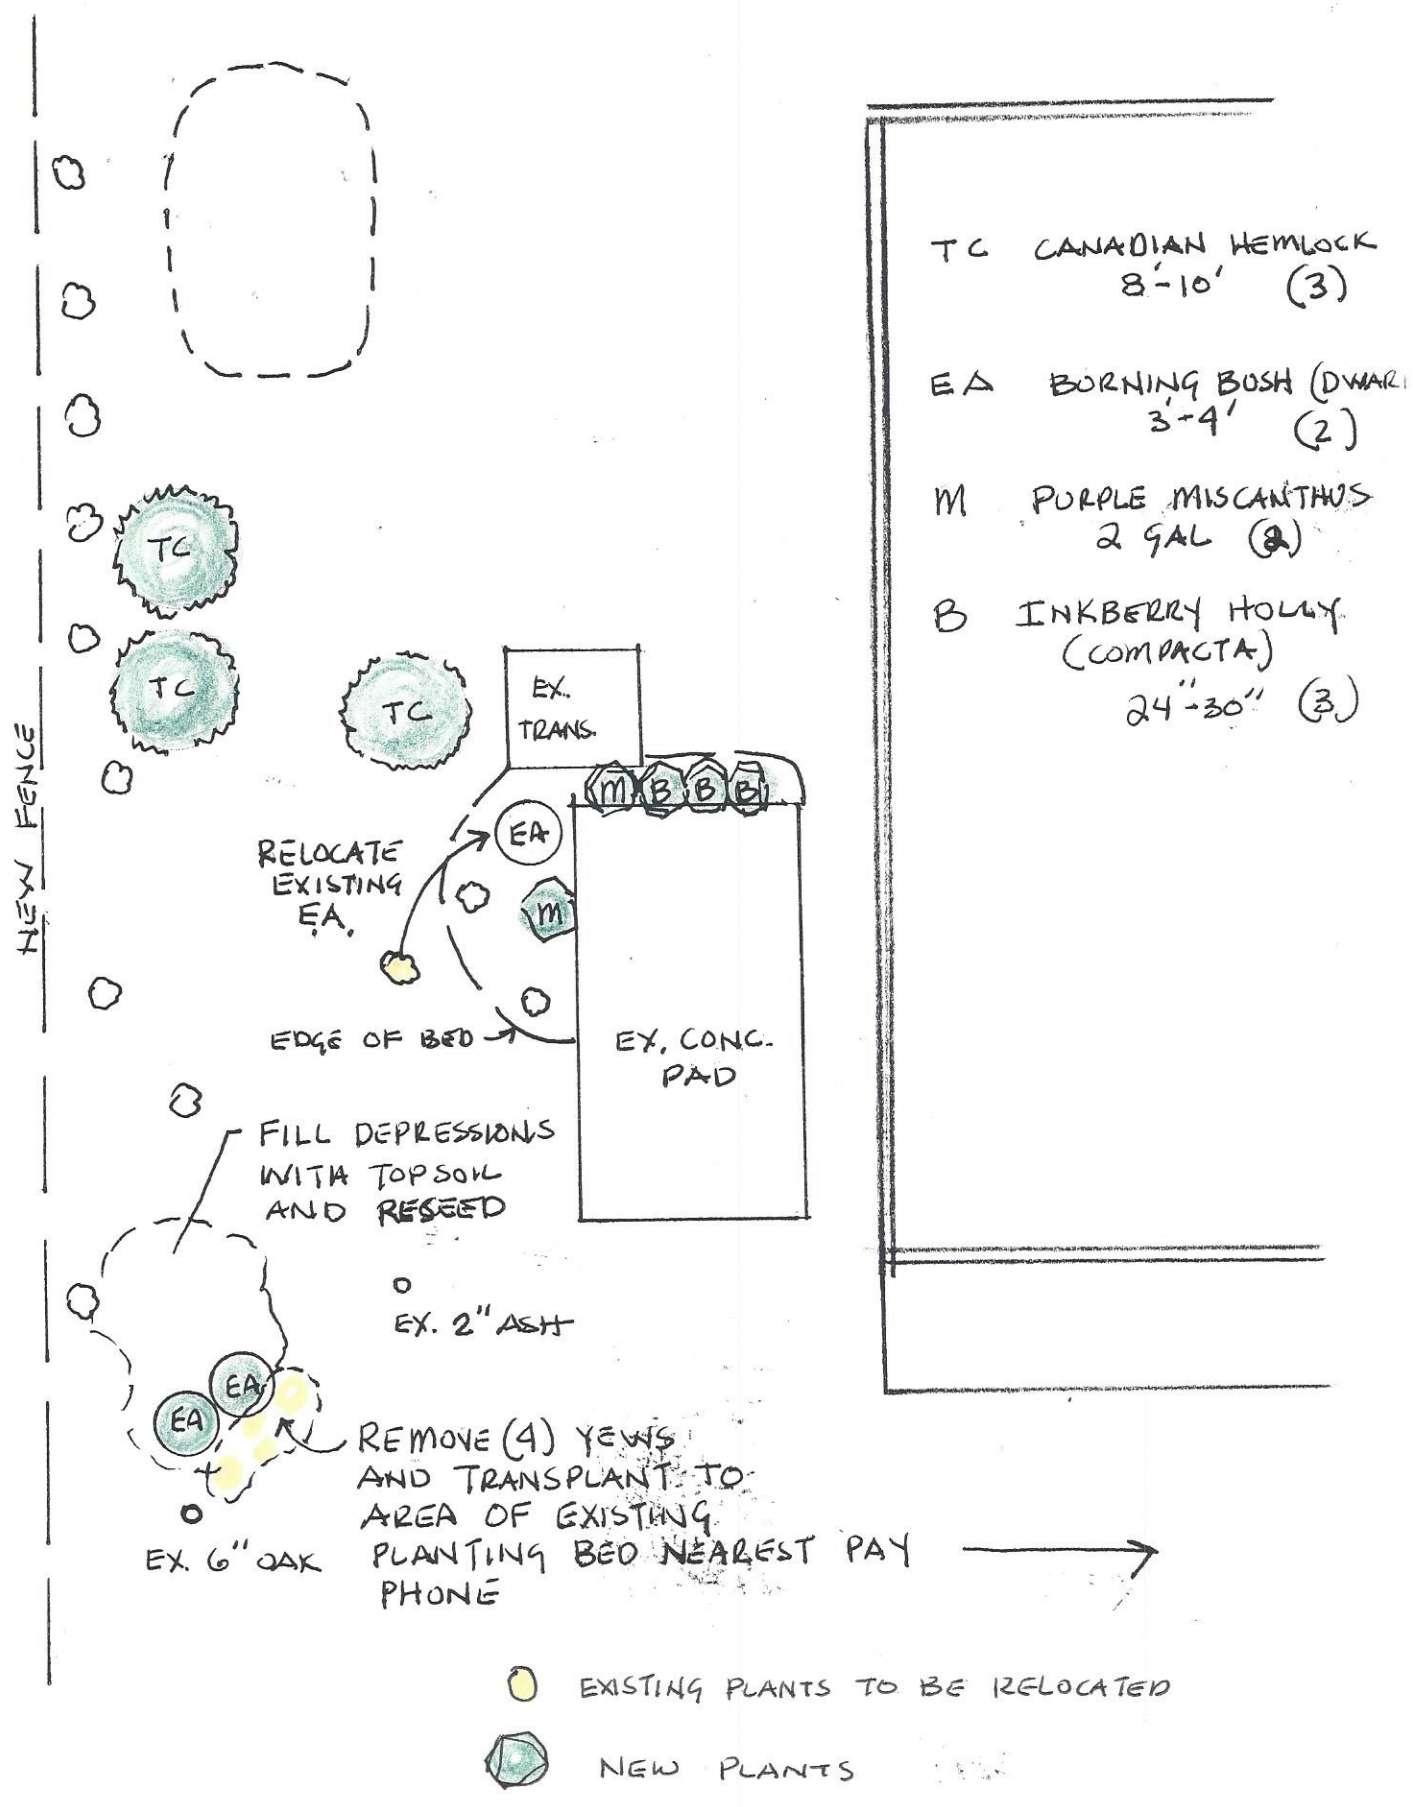 TC CANADIAN HEMLOCK
8'-10' (3)
EA BURNING BUSH (DWAR
3'-4' (2)
M PURPLE MISCANTHUS
2 GAL (2)
B INKBERRY HOLLY
(COMPACTA)
24"-30" (3)
TC
TC
TC
EX.
TRANS.
M B B B
EA
M
NEW FENCE
RELOCATE
EXISTING
E.A.
EDGE OF BED
EX. CONC.
PAD
FILL DEPRESSIONS
WITH TOPSOIL
AND RESEED
EX. 2" ASH
EA
EA
REMOVE (4) YEWS
AND TRANSPLANT TO
AREA OF EXISTING
PLANTING BED NEAREST PAY
PHONE
EX. 6" OAK
EXISTING PLANTS TO BE RELOCATED
NEW PLANTS